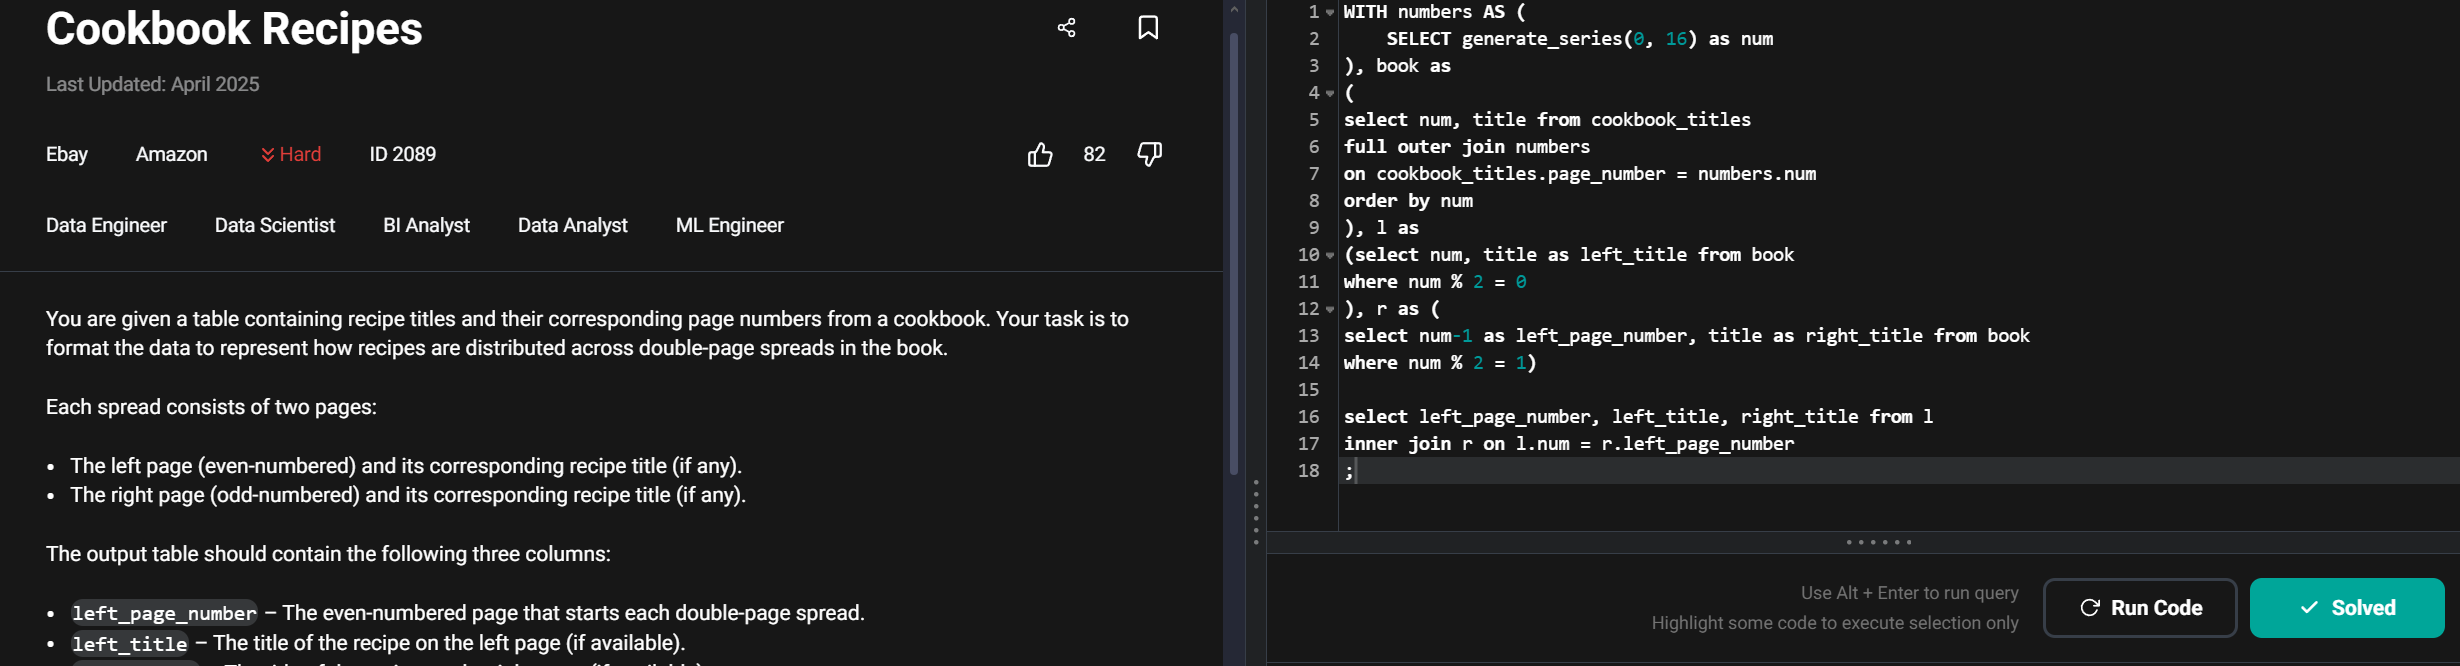 Cookbook Recipes
Last Updated: April 2025
Ebay Amazon Hard ID 2089 82
Data Engineer Data Scientist BI Analyst Data Analyst ML Engineer
You are given a table containing recipe titles and their corresponding page numbers from a cookbook. Your task is to
format the data to represent how recipes are distributed across double-page spreads in the book.
Each spread consists of two pages:
• The left page (even-numbered) and its corresponding recipe title (if any).
• The right page (odd-numbered) and its corresponding recipe title (if any).
The output table should contain the following three columns:
• left_page_number – The even-numbered page that starts each double-page spread.
• left_title – The title of the recipe on the left page (if available).
1 WITH numbers AS (
2 SELECT generate_series(0, 16) as num
3 ), book as
4 (
5 select num, title from cookbook_titles
6 full outer join numbers
7 on cookbook_titles.page_number = numbers.num
8 order by num
9 ), l as
10 (select num, title as left_title from book
11 where num % 2 = 0
12 ), r as (
13 select num-1 as left_page_number, title as right_title from book
14 where num % 2 = 1)
15
16 select left_page_number, left_title, right_title from l
17 inner join r on l.num = r.left_page_number
18 ;
Use Alt + Enter to run query
Highlight some code to execute selection only
Run Code
Solved